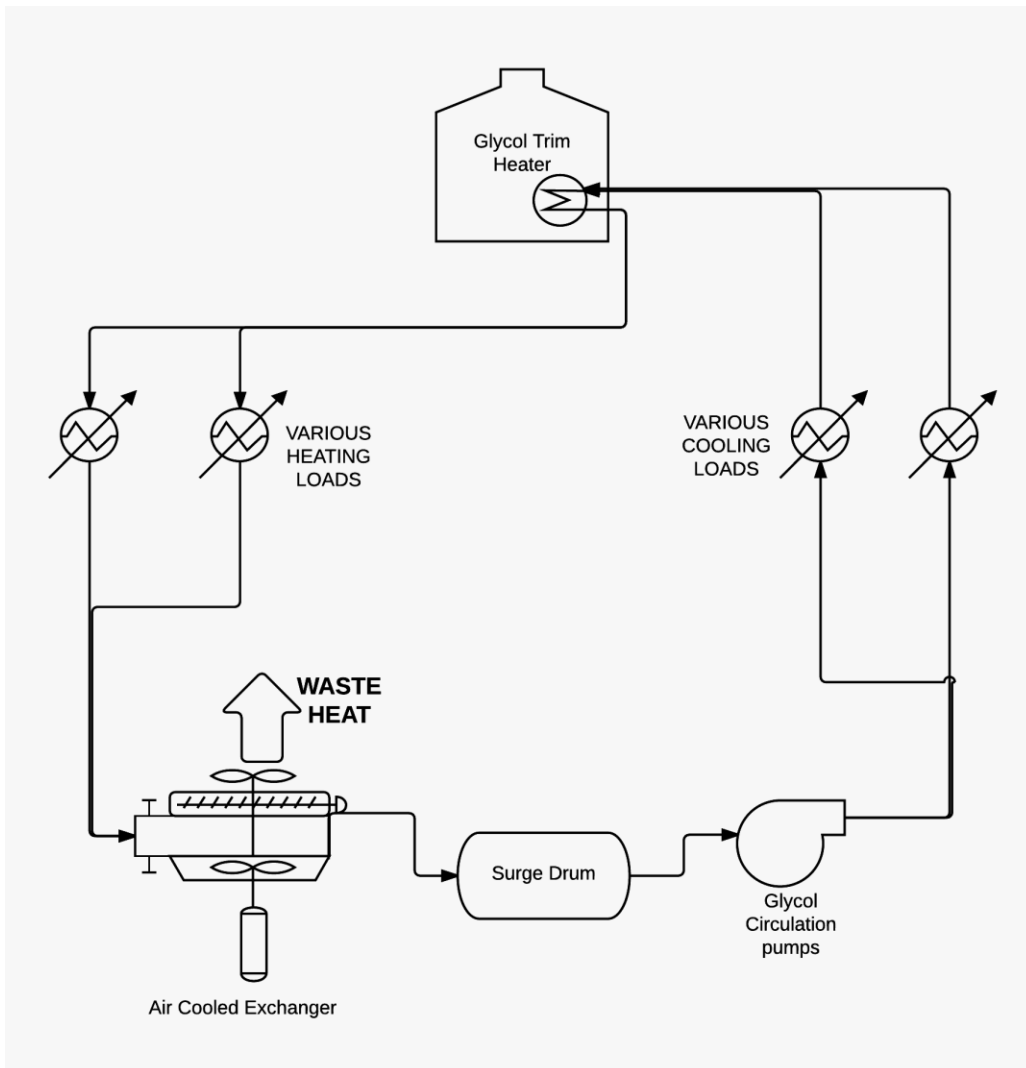 Glycol Trim
Heater
VARIOUS
HEATING
LOADS
VARIOUS
COOLING
LOADS
WASTE
HEAT
Surge Drum
Glycol
Circulation
pumps
Air Cooled Exchanger